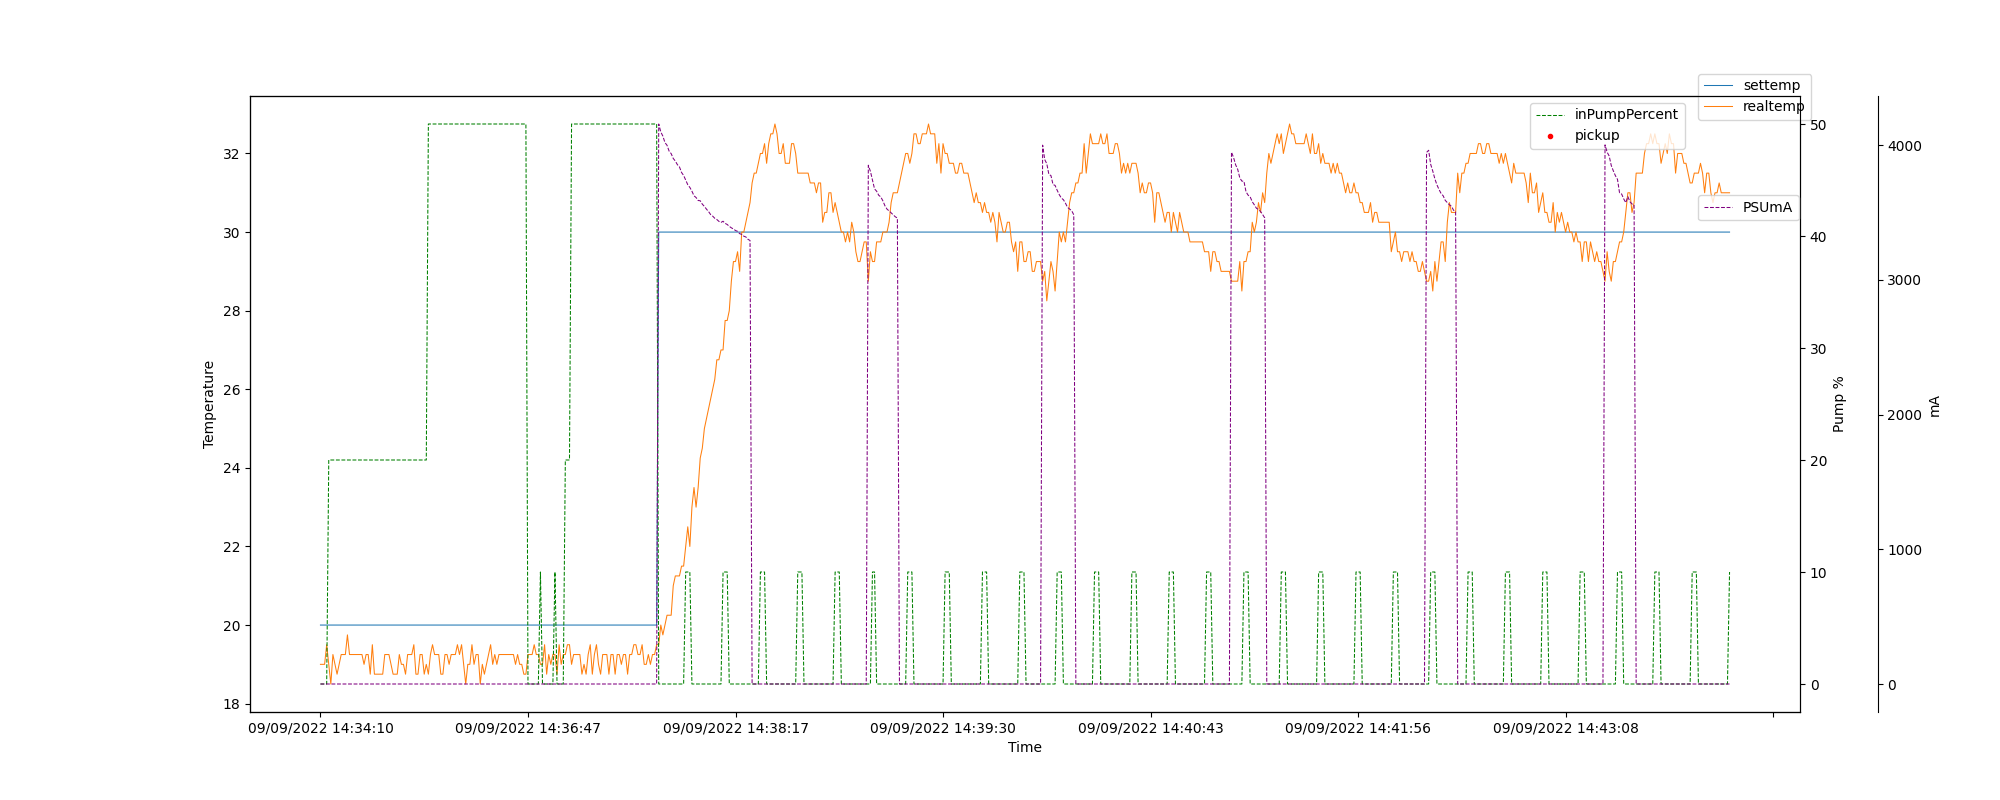 settemp
realtemp
inPumpPercent
pickup
PSUmA
Temperature
32
30
28
26
24
22
20
18
50
40
30
20
10
0
Pump %
4000
3000
2000
1000
0
mA
09/09/2022 14:34:10
09/09/2022 14:36:47
09/09/2022 14:38:17
09/09/2022 14:39:30
09/09/2022 14:40:43
09/09/2022 14:41:56
09/09/2022 14:43:08
Time